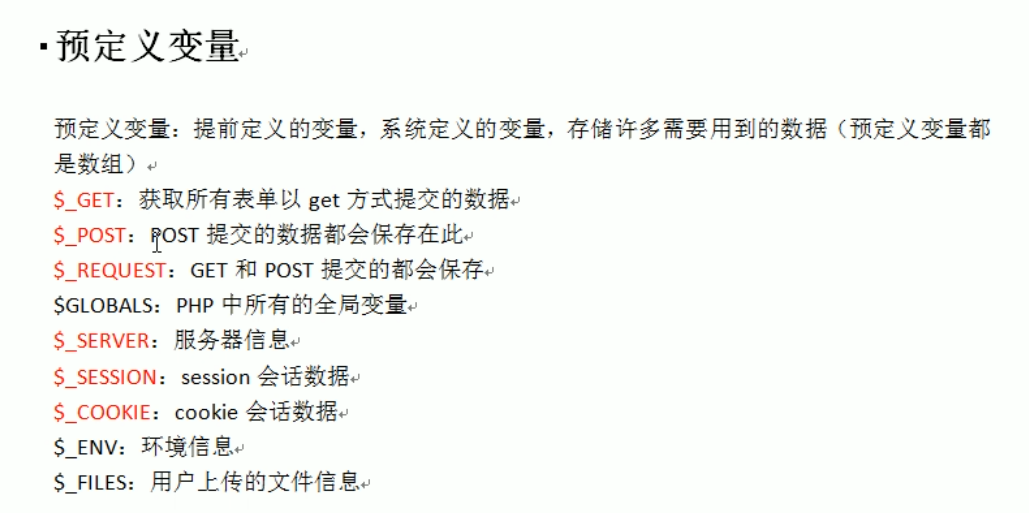 ▪预定义变量
预定义变量：提前定义的变量，系统定义的变量，存储许多需要用到的数据（预定义变量都
是数组）
$_GET：获取所有表单以 get 方式提交的数据
$_POST：POST 提交的数据都会保存在此
$_REQUEST：GET 和 POST 提交的都会保存
$GLOBALS：PHP 中所有的全局变量
$_SERVER：服务器信息
$_SESSION：session 会话数据
$_COOKIE：cookie 会话数据
$_ENV：环境信息
$_FILES：用户上传的文件信息